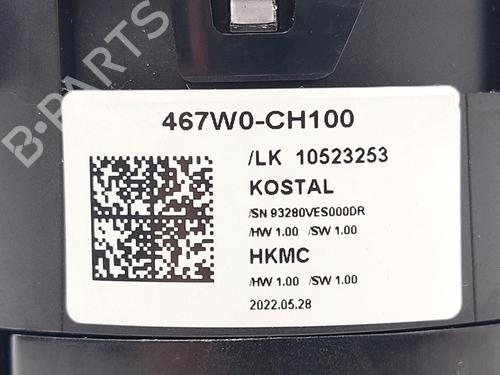 B-PARTS
467W0-CH100
/LK 10523253
KOSTAL
/SN 93280VES000DR
/HW 1.00 /SW 1.00
HKMC
/HW 1.00 /SW 1.00
2022.05.28